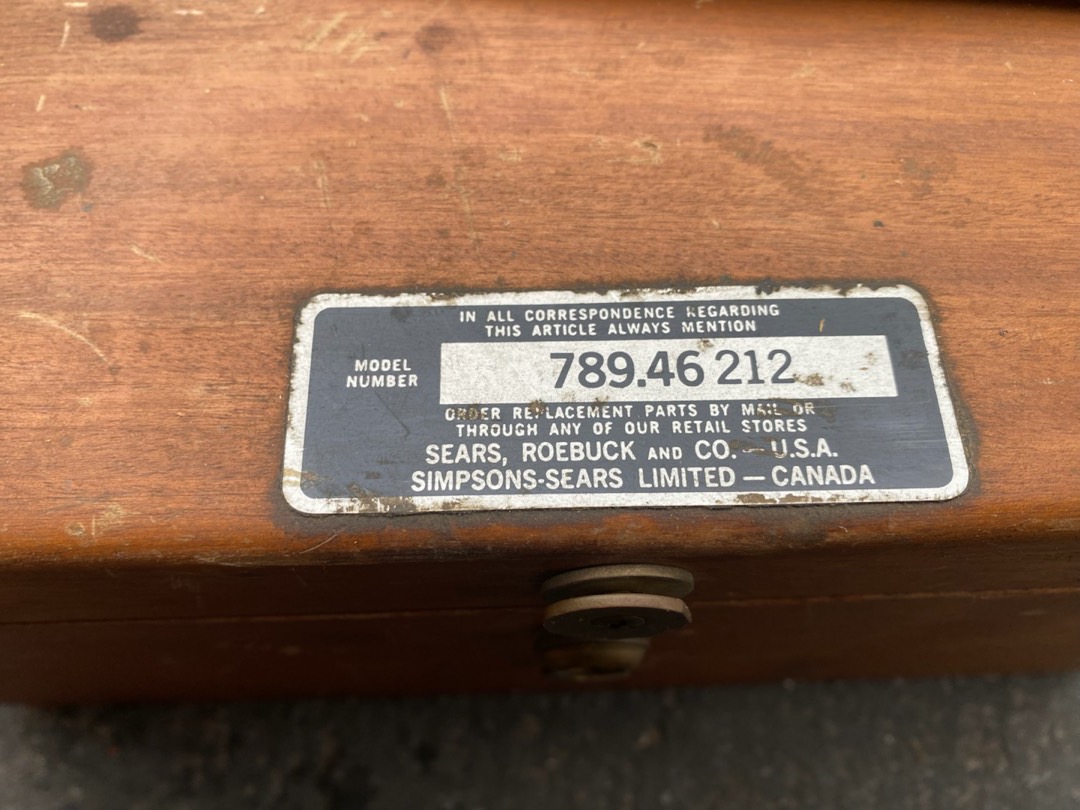 IN ALL CORRESPONDENCE REGARDING
THIS ARTICLE ALWAYS MENTION
MODEL
NUMBER
789.46 212
ORDER REPLACEMENT PARTS BY MAIL OR
THROUGH ANY OF OUR RETAIL STORES
SEARS, ROEBUCK AND CO. — U.S.A.
SIMPSONS-SEARS LIMITED — CANADA